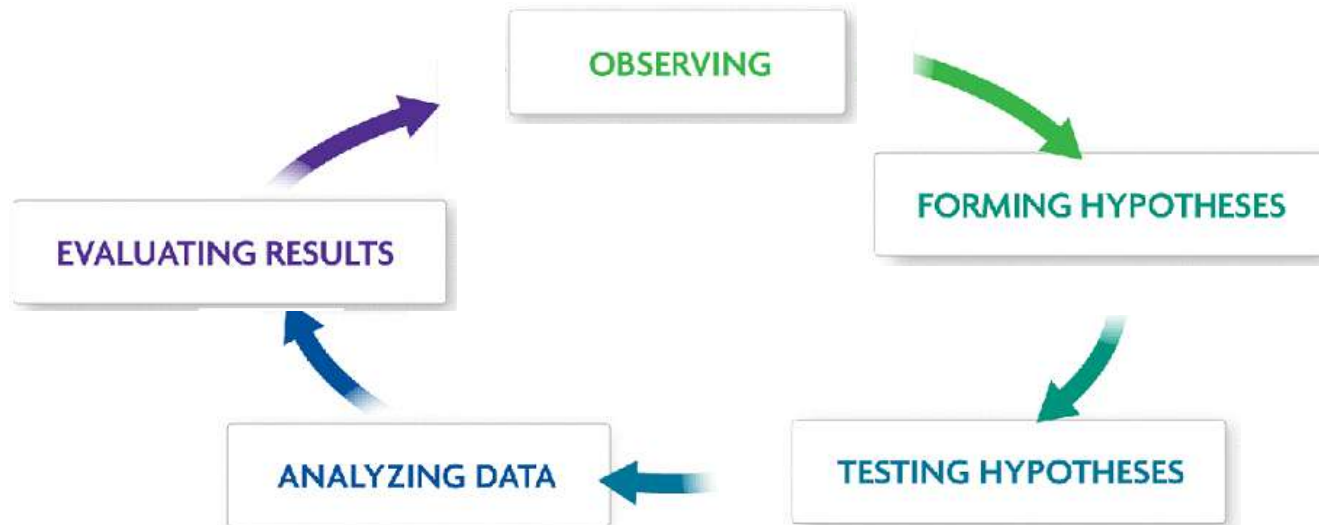 OBSERVING
FORMING HYPOTHESES
TESTING HYPOTHESES
ANALYZING DATA
EVALUATING RESULTS